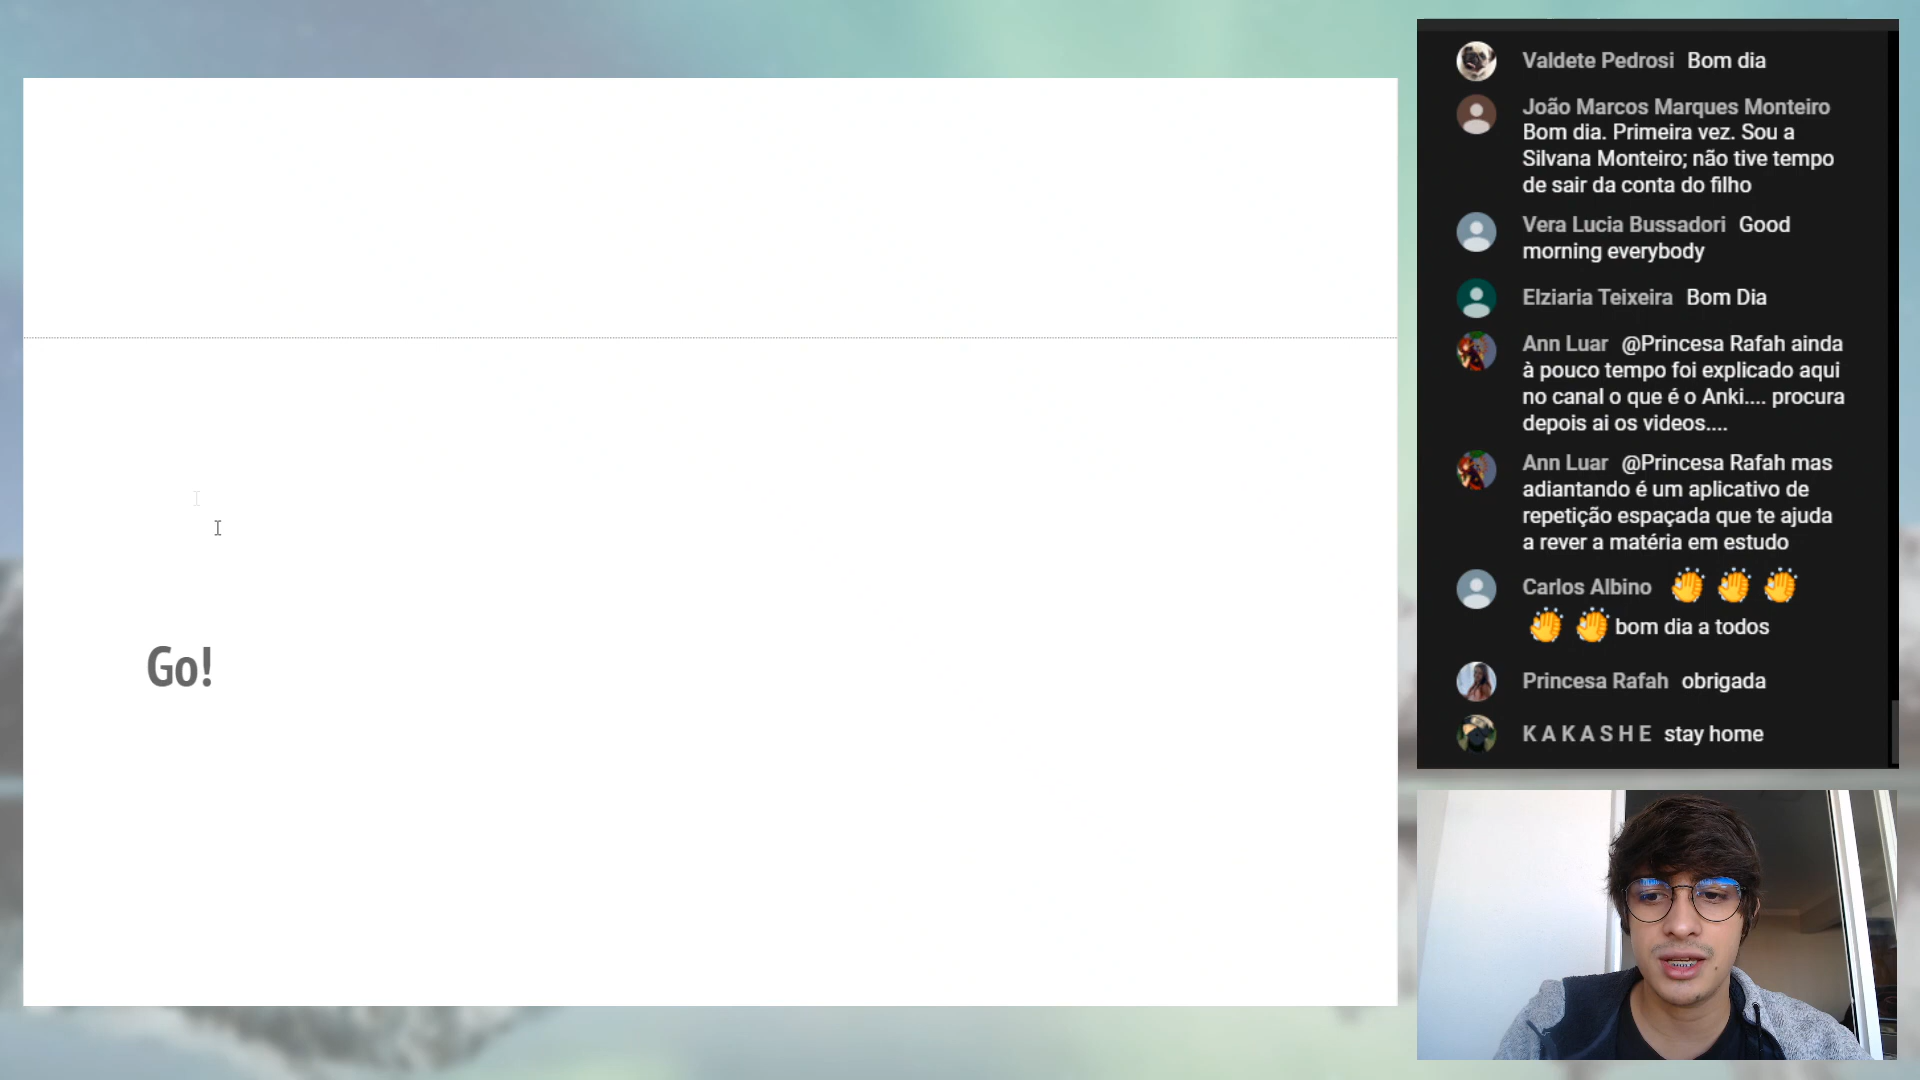 Go!
Valdete Pedrosi Bom dia
João Marcos Marques Monteiro
Bom dia. Primeira vez. Sou a
Silvana Monteiro; não tive tempo
de sair da conta do filho
Vera Lucia Bussadori Good
morning everybody
Elziaria Teixeira Bom Dia
Ann Luar @Princesa Rafah ainda
à pouco tempo foi explicado aqui
no canal o que é o Anki.... procura
depois ai os videos....
Ann Luar @Princesa Rafah mas
adiantando é um aplicativo de
repetição espaçada que te ajuda
a rever a matéria em estudo
Carlos Albino 👏 👏 👏
👏 👏 bom dia a todos
Princesa Rafah obrigada
K A K A S H E stay home